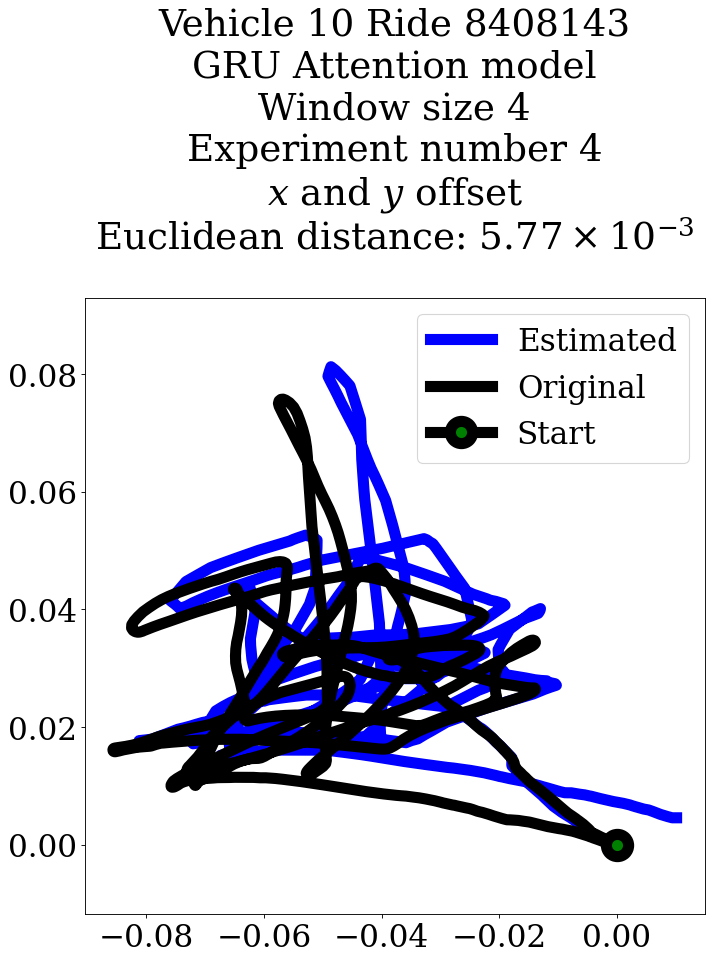 Vehicle 10 Ride 8408143
GRU Attention model
Window size 4
Experiment number 4
x and y offset
Euclidean distance: 5.77 × 10⁻³
Estimated
Original
Start
0.08
0.06
0.04
0.02
0.00
−0.08 −0.06 −0.04 −0.02 0.00